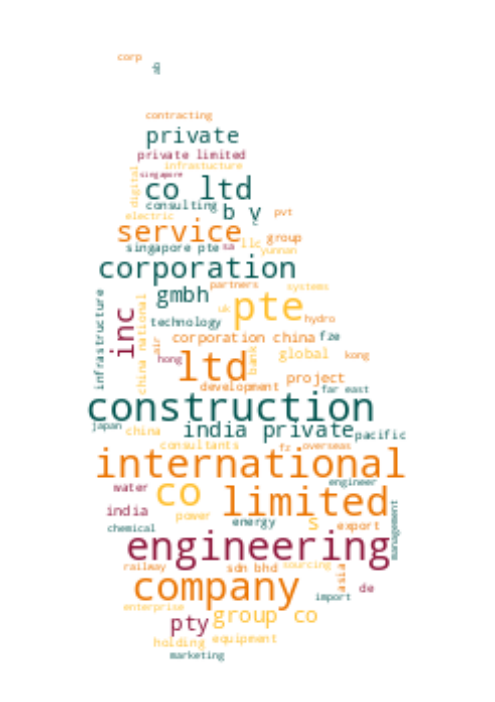 corp
contracting
private
private limited
infrastucture
singapore
digital
co ltd
consulting
b v
pvt
electric
service
group
singapore pte
sa
llc
yunnan
corporation
partners
systems
gmbh
pte
uk
hydro
infrastructure
china national
inc
technology
corporation china
fze
air
hong
ltd
bank
global
kong
development
project
far east
construction
japan
china
india private
pacific
consultants
fz
overseas
international
water
co
engineer
limited
india
power
s
chemical
energy
export
management
engineering
railway
sdn bhd
sourcing
asia
company
de
import
enterprise
pty
group co
holding
equipment
marketing